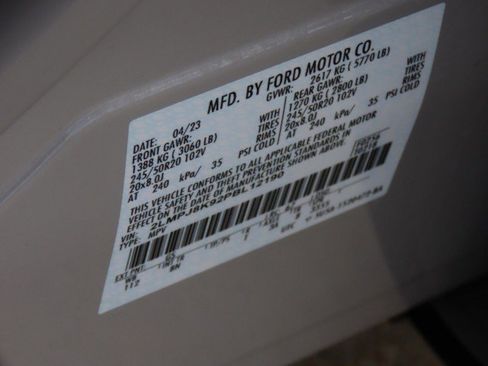 MFD. BY FORD MOTOR CO.
DATE: 04/23 GVWR: 2617 KG ( 5770 LB)
FRONT GAWR: REAR GAWR:
1388 KG ( 3060 LB) WITH 1270 KG ( 2800 LB) WITH
245/50R20 102V TIRES 245/50R20 102V TIRES
20x8.0J RIMS 20x8.0J RIMS
AT 240 kPa/ 35 PSI COLD AT 240 kPa/ 35 PSI COLD
THIS VEHICLE CONFORMS TO ALL APPLICABLE FEDERAL MOTOR
VEHICLE SAFETY AND THEFT PREVENTION STANDARDS IN
EFFECT ON THE DATE OF MANUFACTURE SHOWN ABOVE.
VIN:
TYPE: MPV
EXT PNT:
112
UTC